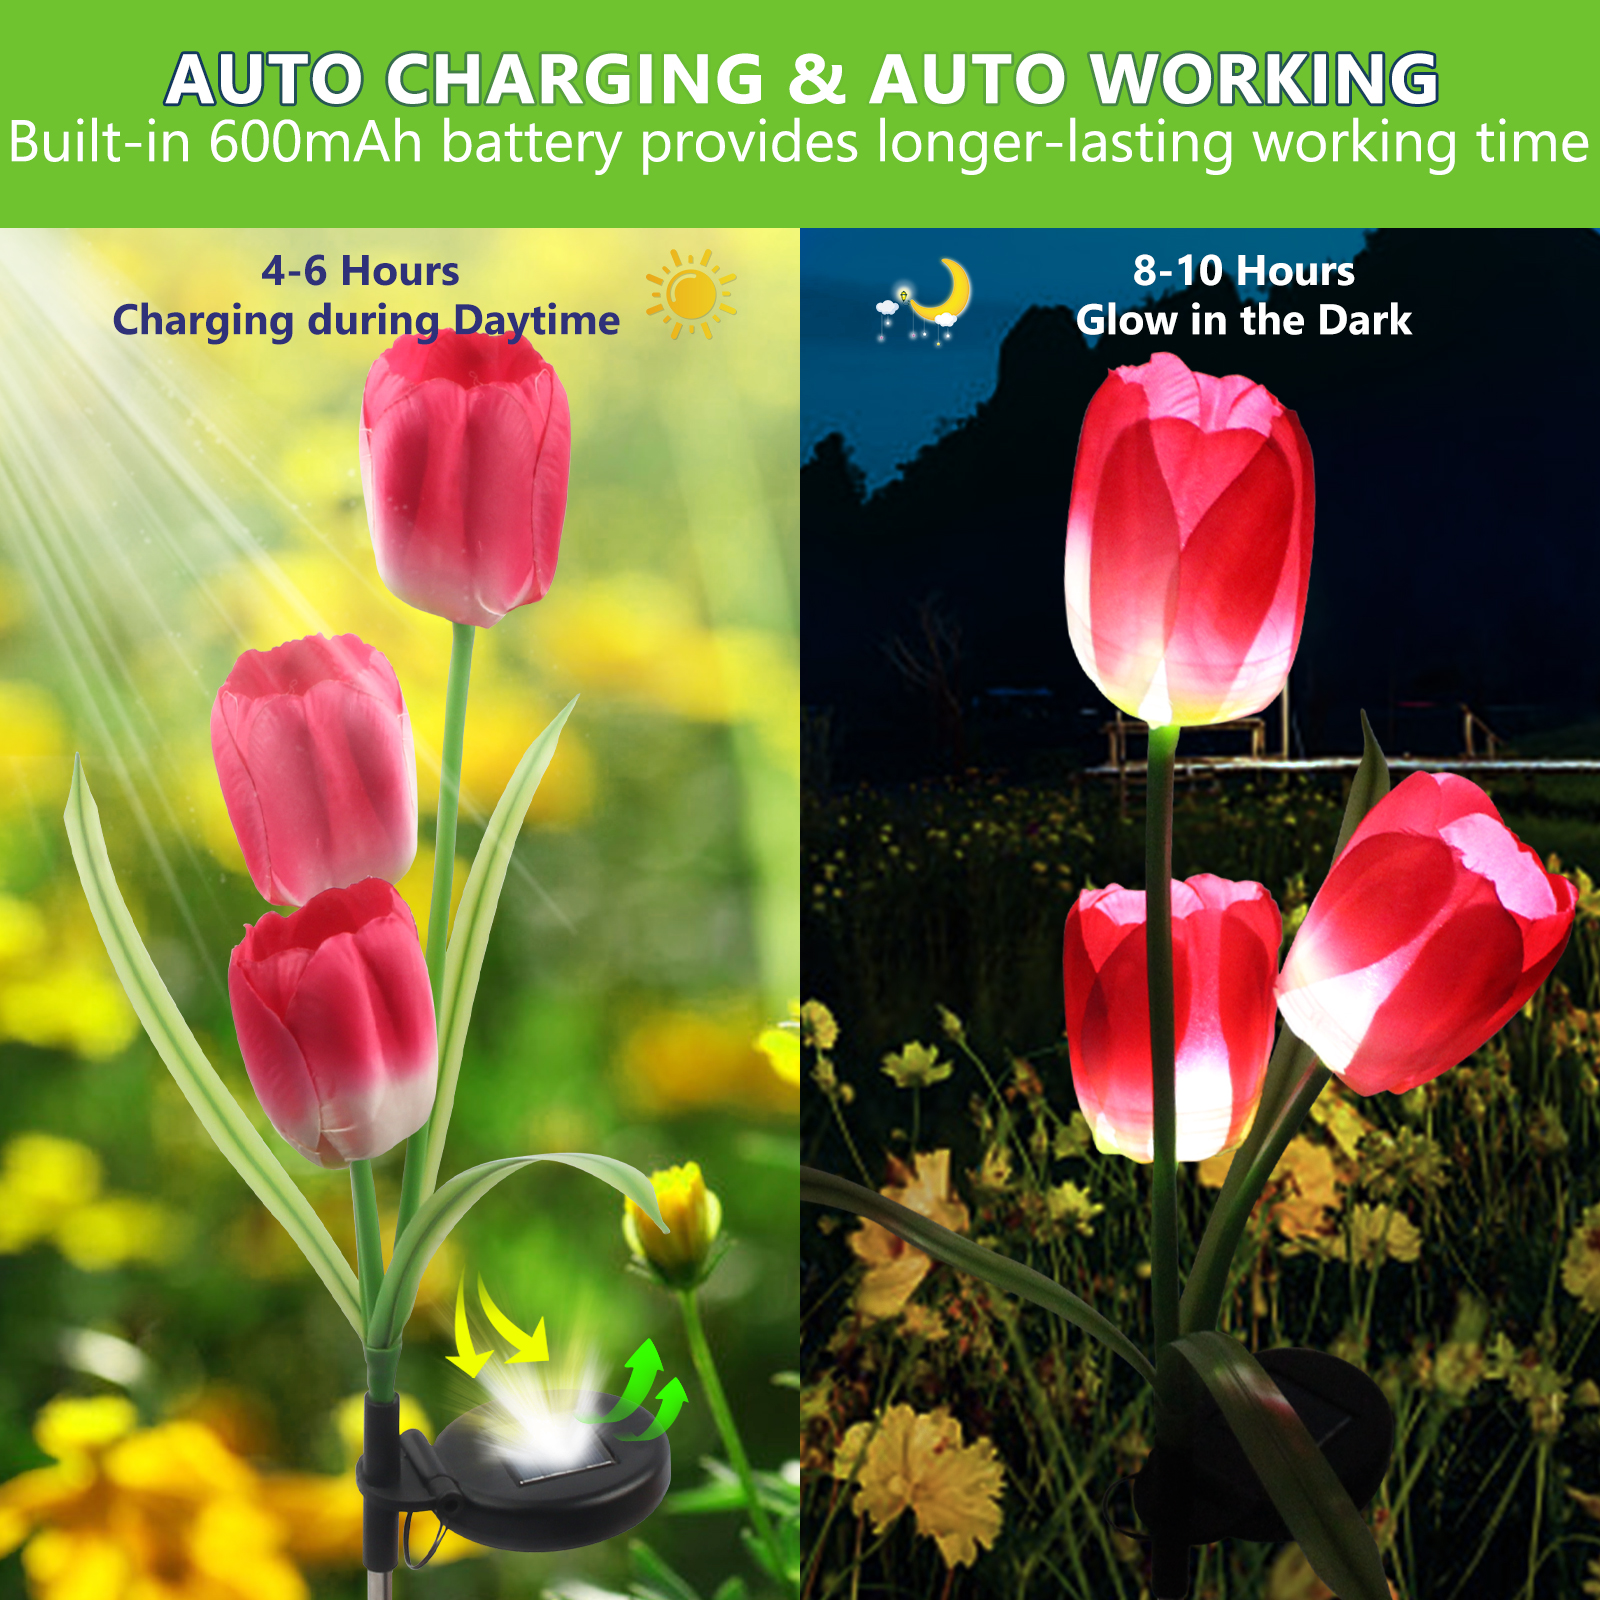 AUTO CHARGING & AUTO WORKING
Built-in 600mAh battery provides longer-lasting working time
4-6 Hours
Charging during Daytime
8-10 Hours
Glow in the Dark